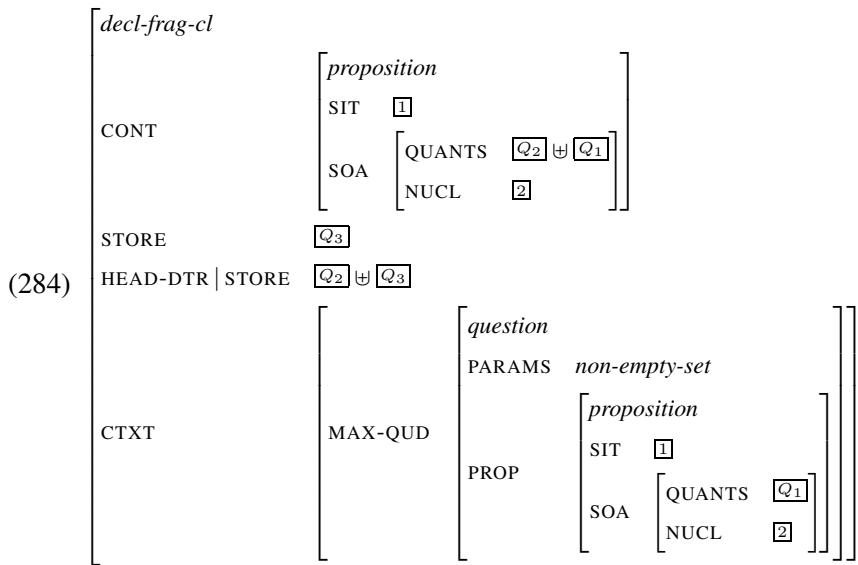 decl-frag-cl
CONT
proposition
SIT 1
SOA
QUANTS Q2 ⊎ Q1
NUCL 2
STORE Q3
(284)
HEAD-DTR | STORE Q2 ⊎ Q3
CTXT
MAX-QUD
question
PARAMS non-empty-set
PROP
proposition
SIT 1
SOA
QUANTS Q1
NUCL 2